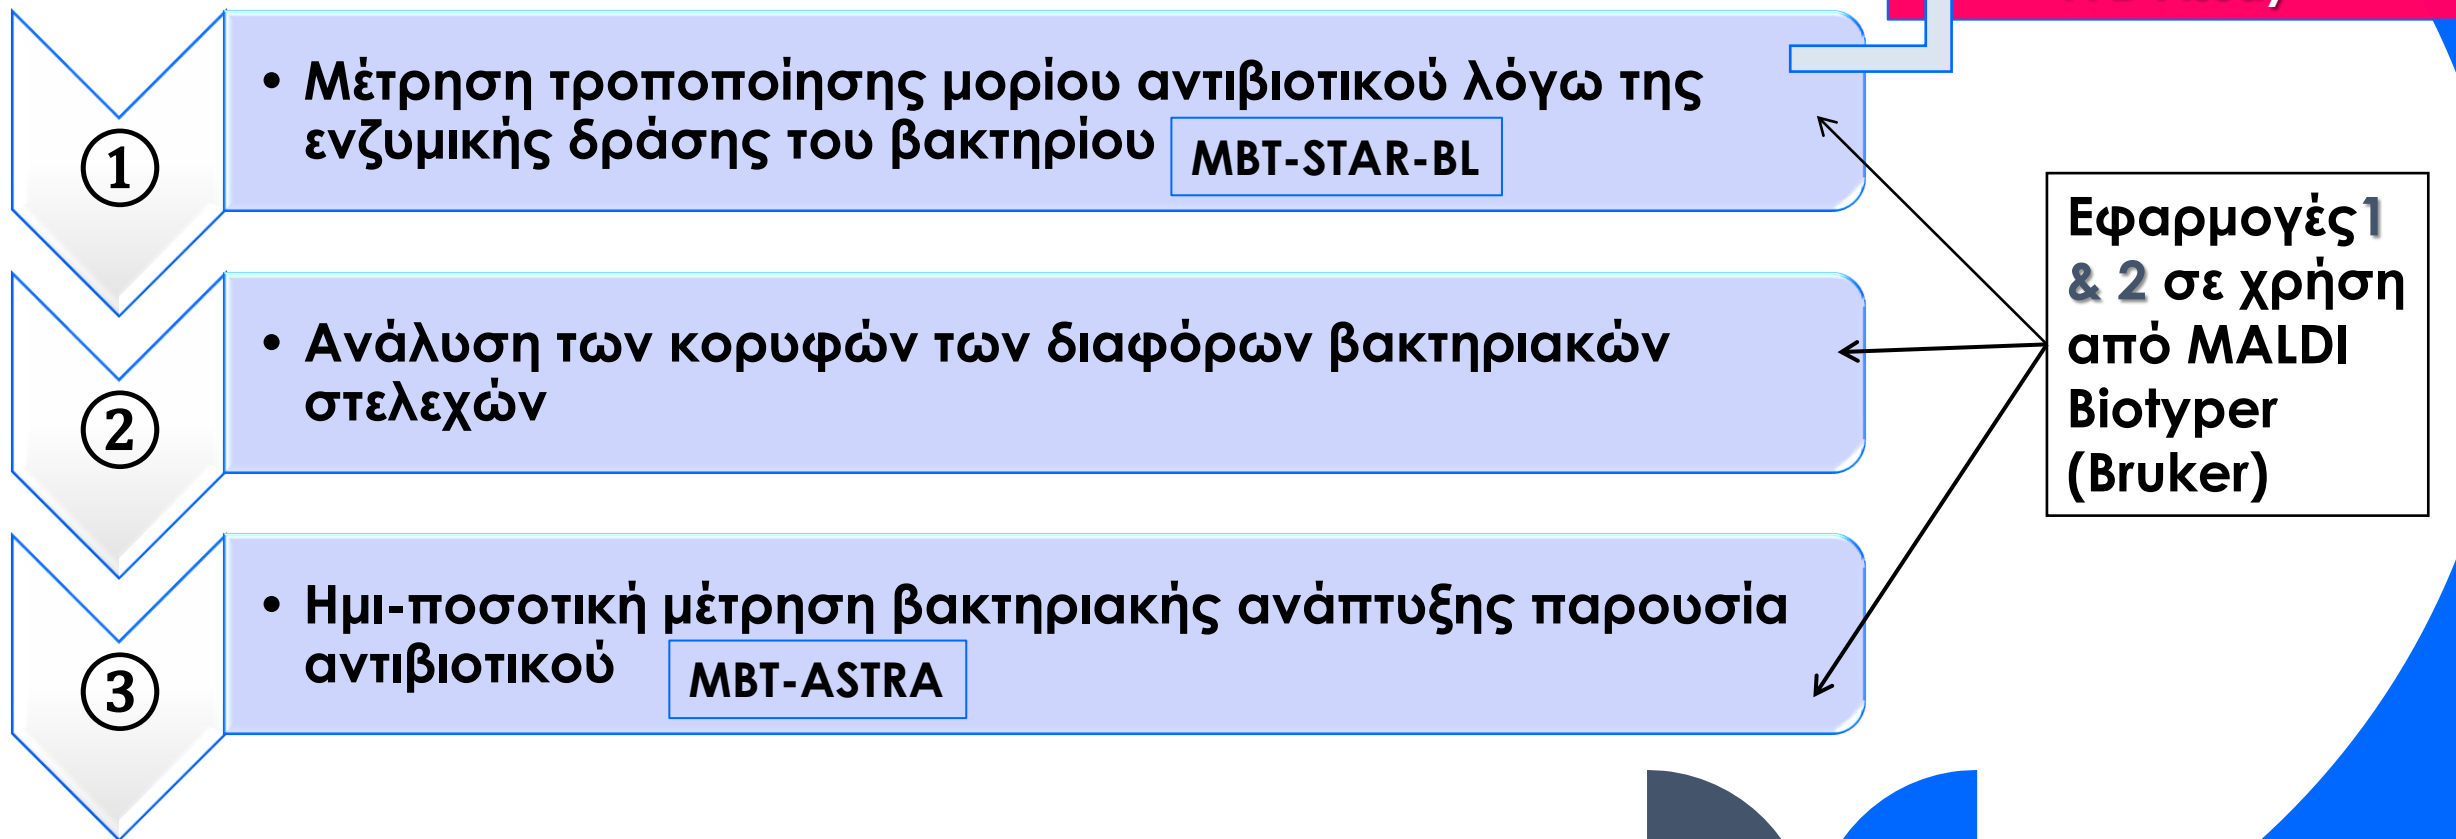 ①
• Μέτρηση τροποποίησης μορίου αντιβιοτικού λόγω της
ενζυμικής δράσης του βακτηρίου
MBT-STAR-BL
②
• Ανάλυση των κορυφών των διαφόρων βακτηριακών
στελεχών
③
• Ημι-ποσοτική μέτρηση βακτηριακής ανάπτυξης παρουσία
αντιβιοτικού
MBT-ASTRA
Εφαρμογές1
& 2 σε χρήση
από MALDI
Biotyper
(Bruker)